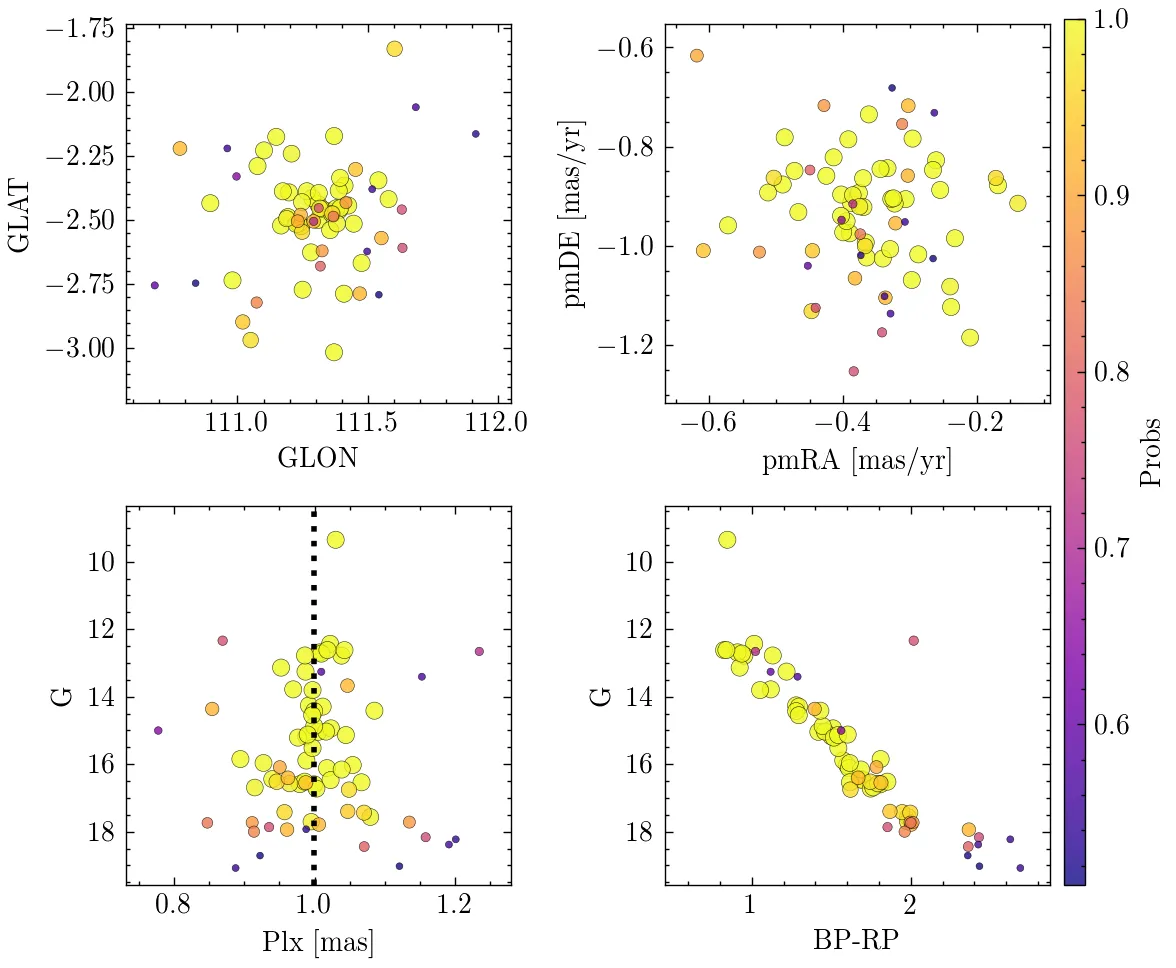 −1.75
−2.00
−2.25
−2.50
−2.75
−3.00
GLAT
111.0 111.5 112.0
GLON
−0.6
−0.8
−1.0
−1.2
pmDE [mas/yr]
−0.6 −0.4 −0.2
pmRA [mas/yr]
10
12
14
16
18
G
0.8 1.0 1.2
Plx [mas]
10
12
14
16
18
G
1 2
BP-RP
1.0
0.9
0.8
0.7
0.6
Probs